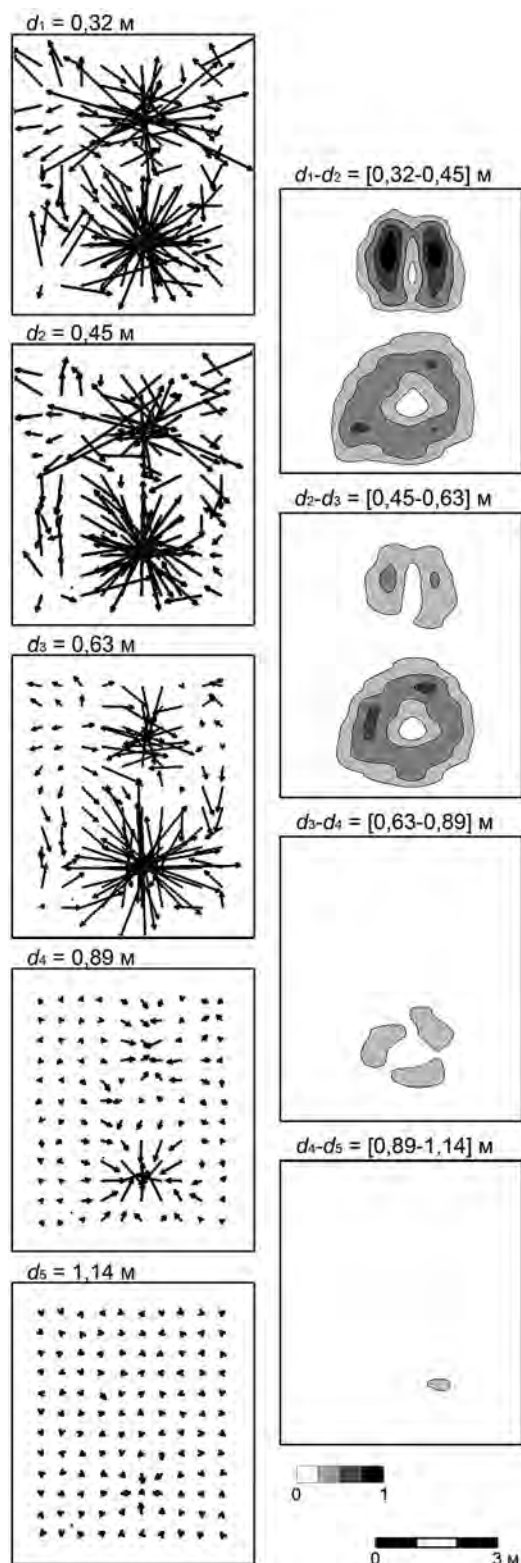 d1 = 0,32 м
d2 = 0,45 м
d3 = 0,63 м
d4 = 0,89 м
d5 = 1,14 м
d1-d2 = [0,32-0,45] м
d2-d3 = [0,45-0,63] м
d3-d4 = [0,63-0,89] м
d4-d5 = [0,89-1,14] м
0 1
0 3 м